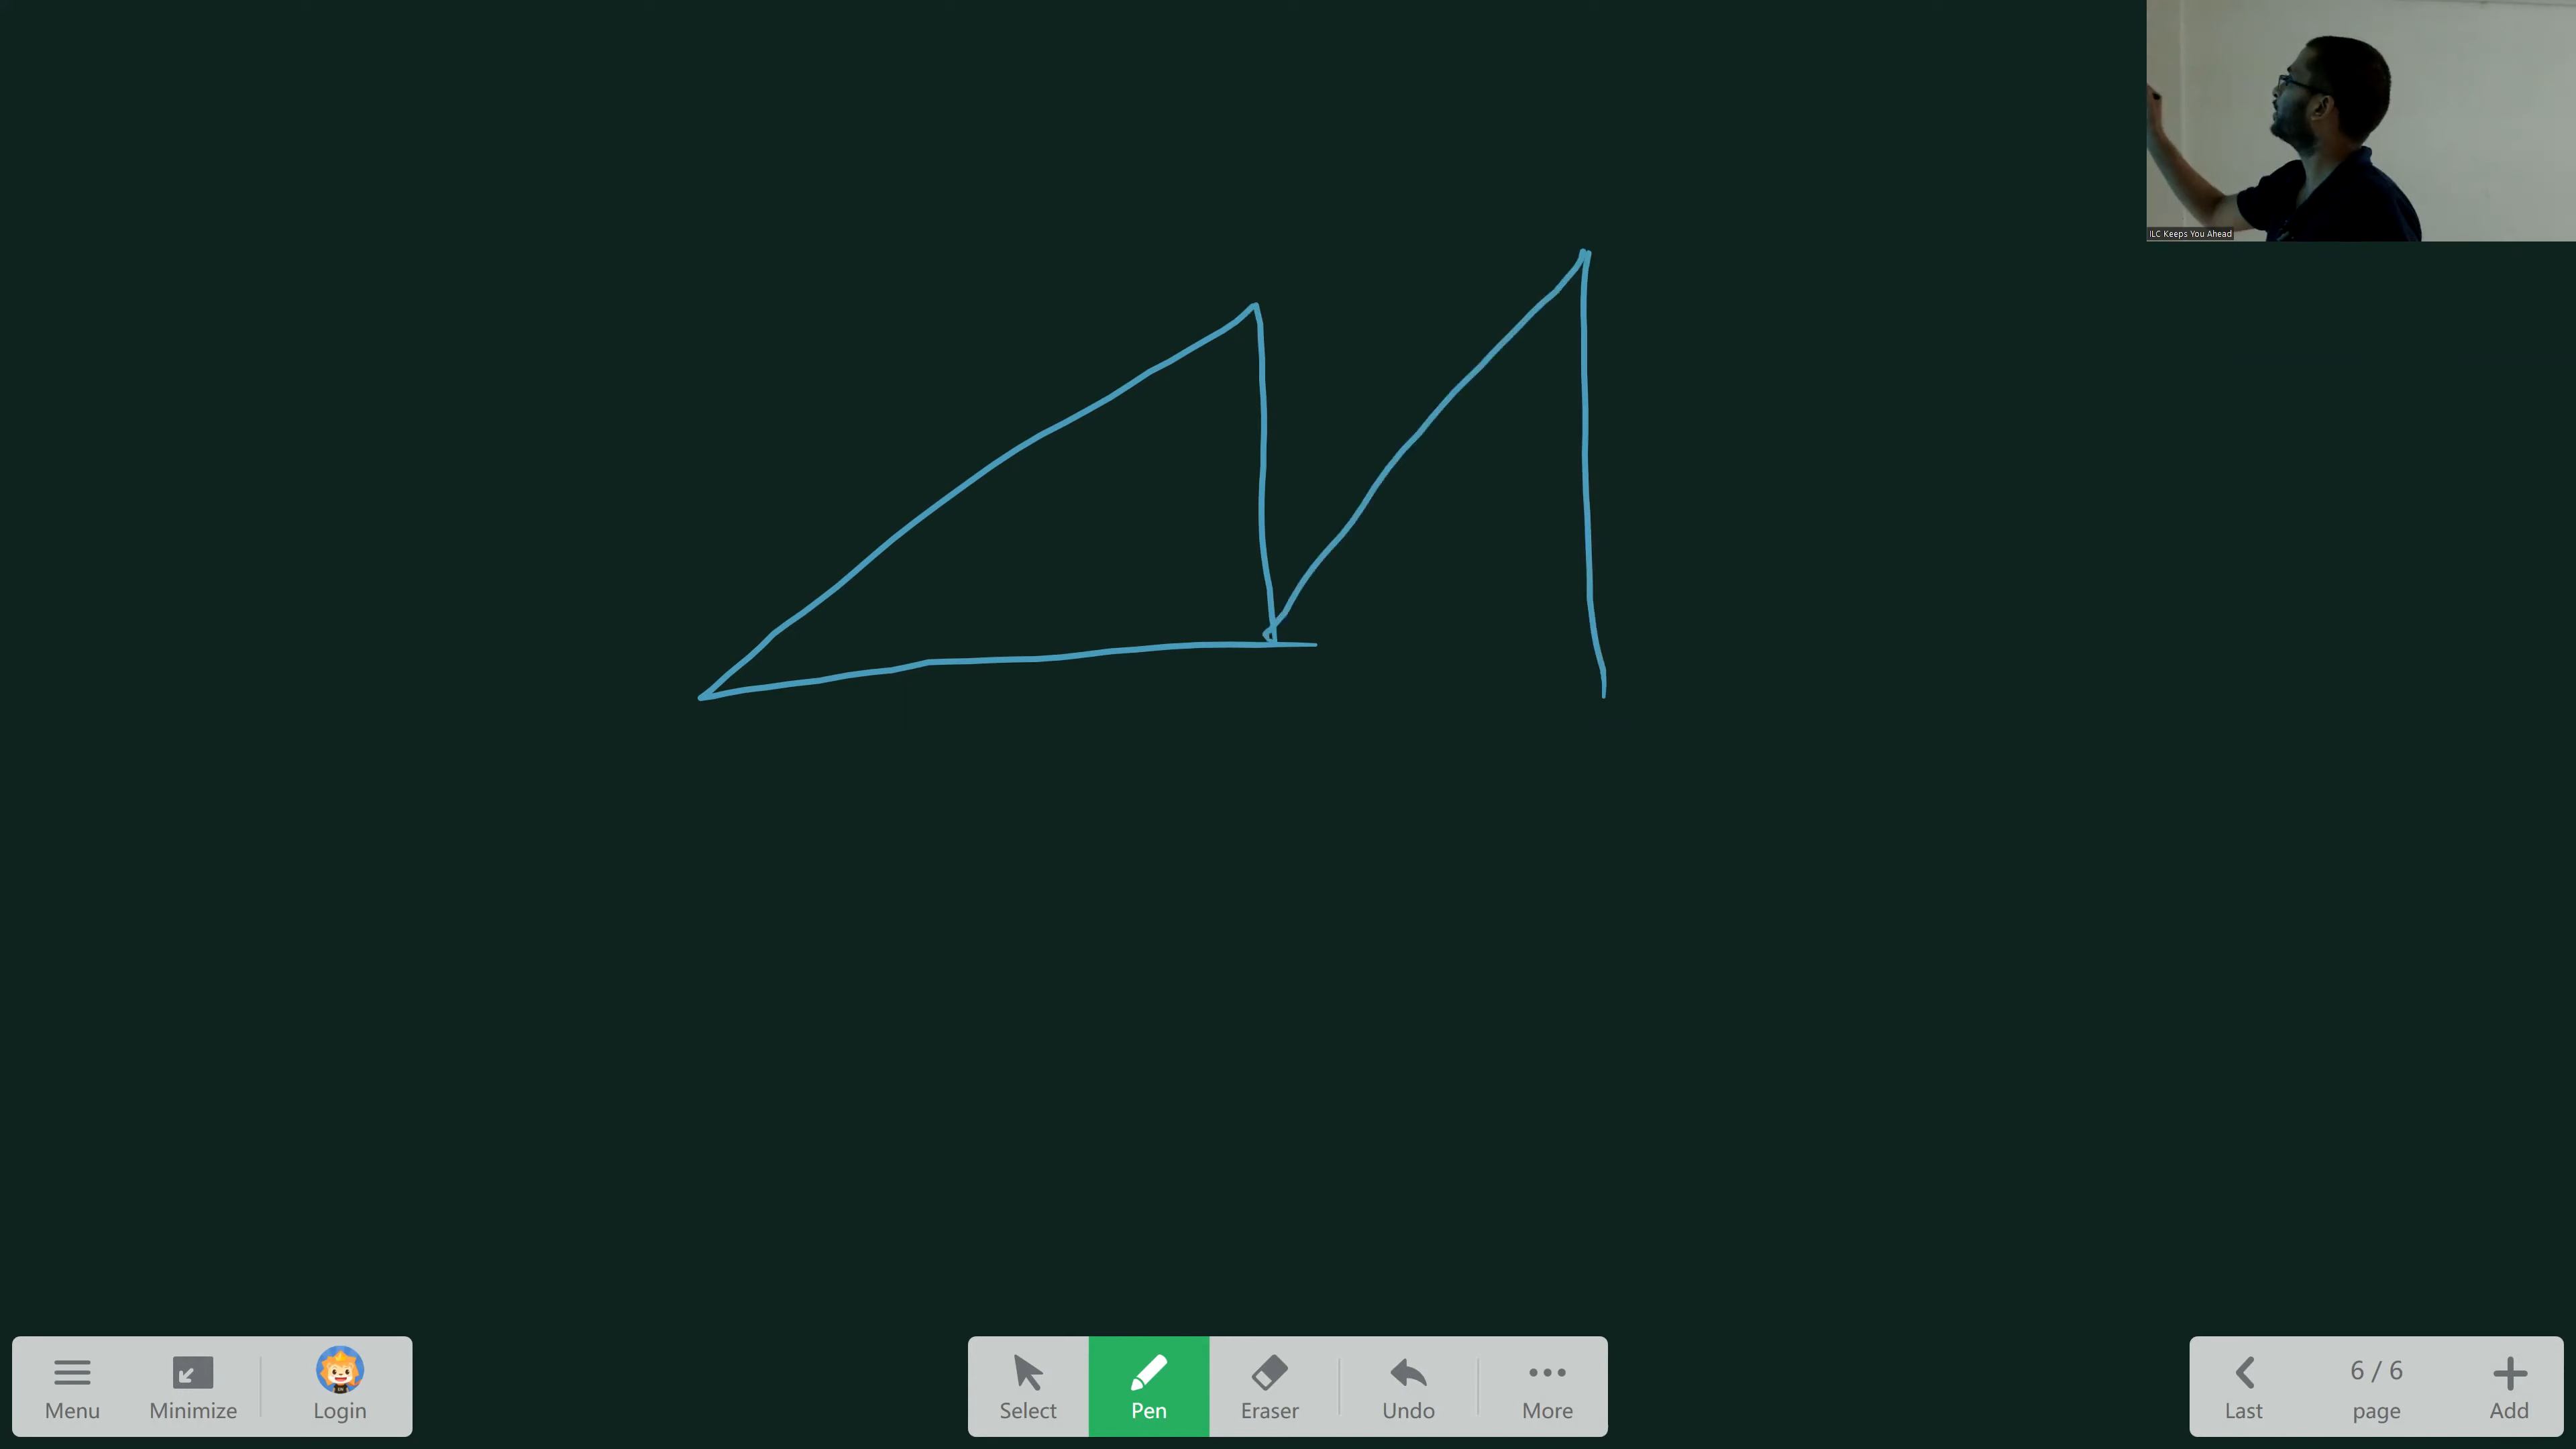 ILC Keeps You Ahead
Menu
Minimize
Login
Select
Pen
Eraser
Undo
More
Last
6 / 6
page
Add